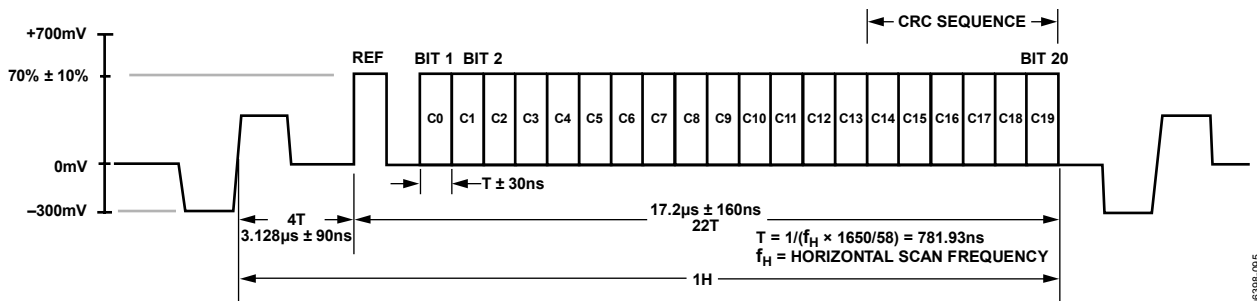 CRC SEQUENCE
+700mV
REF
BIT 1
BIT 2
BIT 20
70% ± 10%
C0
C1
C2
C3
C4
C5
C6
C7
C8
C9
C10
C11
C12
C13
C14
C15
C16
C17
C18
C19
0mV
T ± 30ns
–300mV
4T
3.128µs ± 90ns
17.2µs ± 160ns
22T
T = 1/(fH × 1650/58) = 781.93ns
fH = HORIZONTAL SCAN FREQUENCY
1H